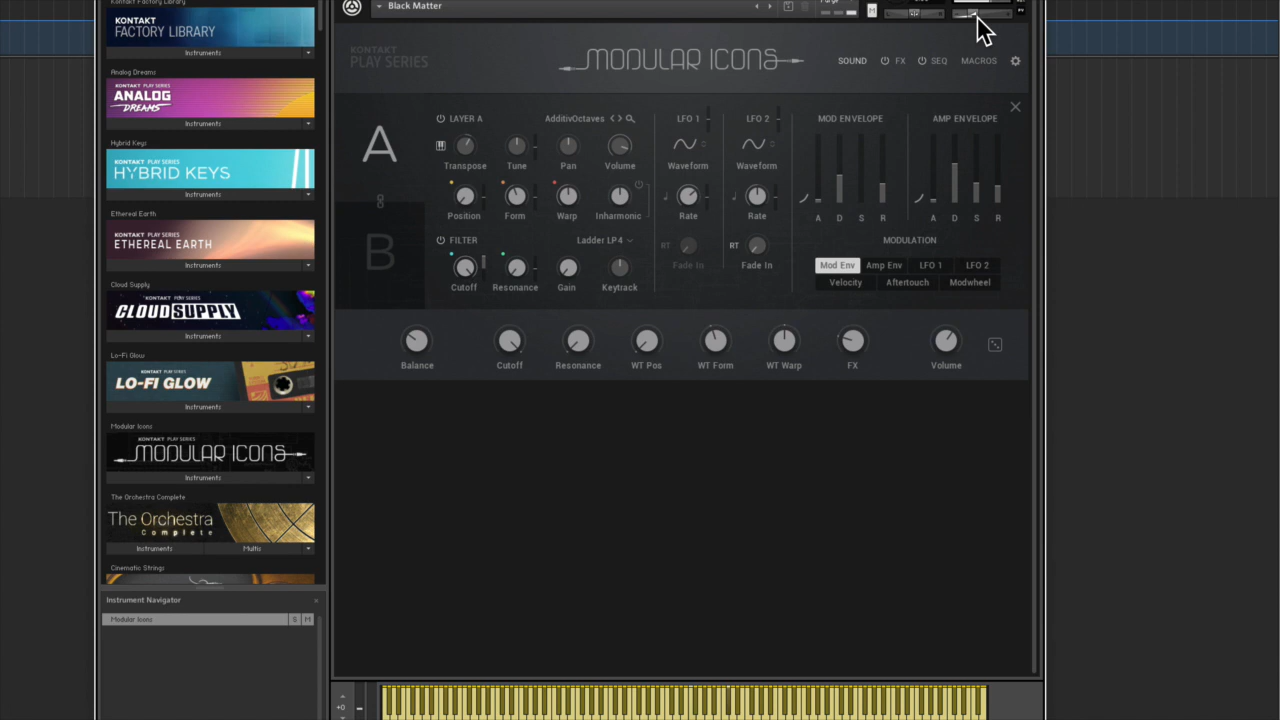 Kontakt Factory Library
Black Matter
M
KONTAKT
FACTORY LIBRARY
Instruments
KONTAKT
PLAY SERIES
MODULAR ICONS
SOUND
FX
SEQ
MACROS
Analog Dreams
KONTAKT PLAY SERIES
ANALOG
DREAMS
Instruments
A
LAYER A
AdditivOctaves
LFO 1
LFO 2
MOD ENVELOPE
AMP ENVELOPE
Transpose
Tune
Pan
Volume
Waveform
Waveform
Hybrid Keys
KONTAKT PLAY SERIES
HYBRID KEYS
Instruments
Position
Form
Warp
Inharmonic
Rate
Rate
A D S R
A D S R
Ethereal Earth
KONTAKT PLAY SERIES
ETHEREAL EARTH
Instruments
B
FILTER
Ladder LP4
RT
Fade In
RT
Fade In
MODULATION
Mod Env
Amp Env
LFO 1
LFO 2
Velocity
Aftertouch
Modwheel
Cutoff
Resonance
Gain
Keytrack
Cloud Supply
KONTAKT PLAY SERIES
CLOUD SUPPLY
Instruments
Balance
Cutoff
Resonance
WT Pos
WT Form
WT Warp
FX
Volume
Lo-Fi Glow
KONTAKT PLAY SERIES
LO-FI GLOW
Instruments
Modular Icons
KONTAKT PLAY SERIES
MODULAR ICONS
Instruments
The Orchestra Complete
The Orchestra
Complete
Instruments
Multis
Cinematic Strings
Instrument Navigator
×
Modular Icons
S
M
+0